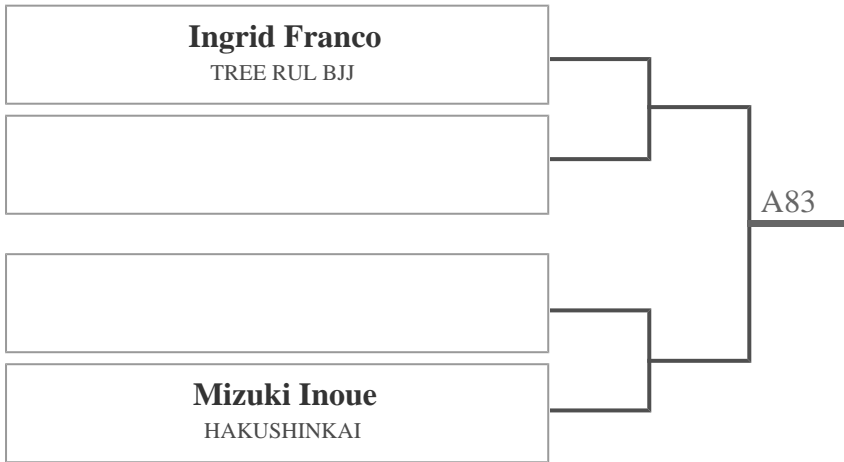 Ingrid Franco
TREE RUL BJJ
A83
Mizuki Inoue
HAKUSHINKAI